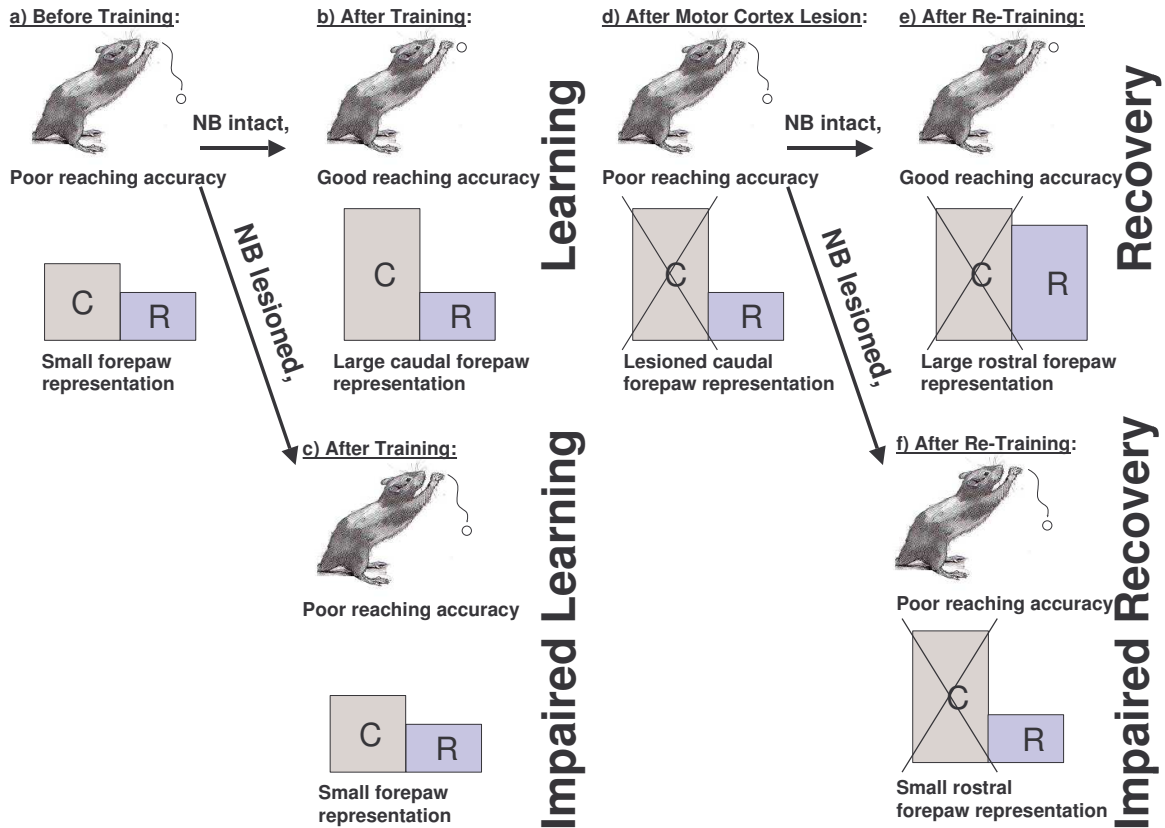 a) Before Training:
NB intact,
Poor reaching accuracy
C
R
Small forepaw
representation
NB lesioned,
b) After Training:
Good reaching accuracy
C
R
Large caudal forepaw
representation
Learning
c) After Training:
Poor reaching accuracy
C
R
Small forepaw
representation
Impaired Learning
d) After Motor Cortex Lesion:
NB intact,
Poor reaching accuracy
C
R
Lesioned caudal
forepaw representation
NB lesioned,
e) After Re-Training:
Good reaching accuracy
C
R
Large rostral forepaw
representation
Recovery
f) After Re-Training:
Poor reaching accuracy
C
R
Small rostral
forepaw representation
Impaired Recovery